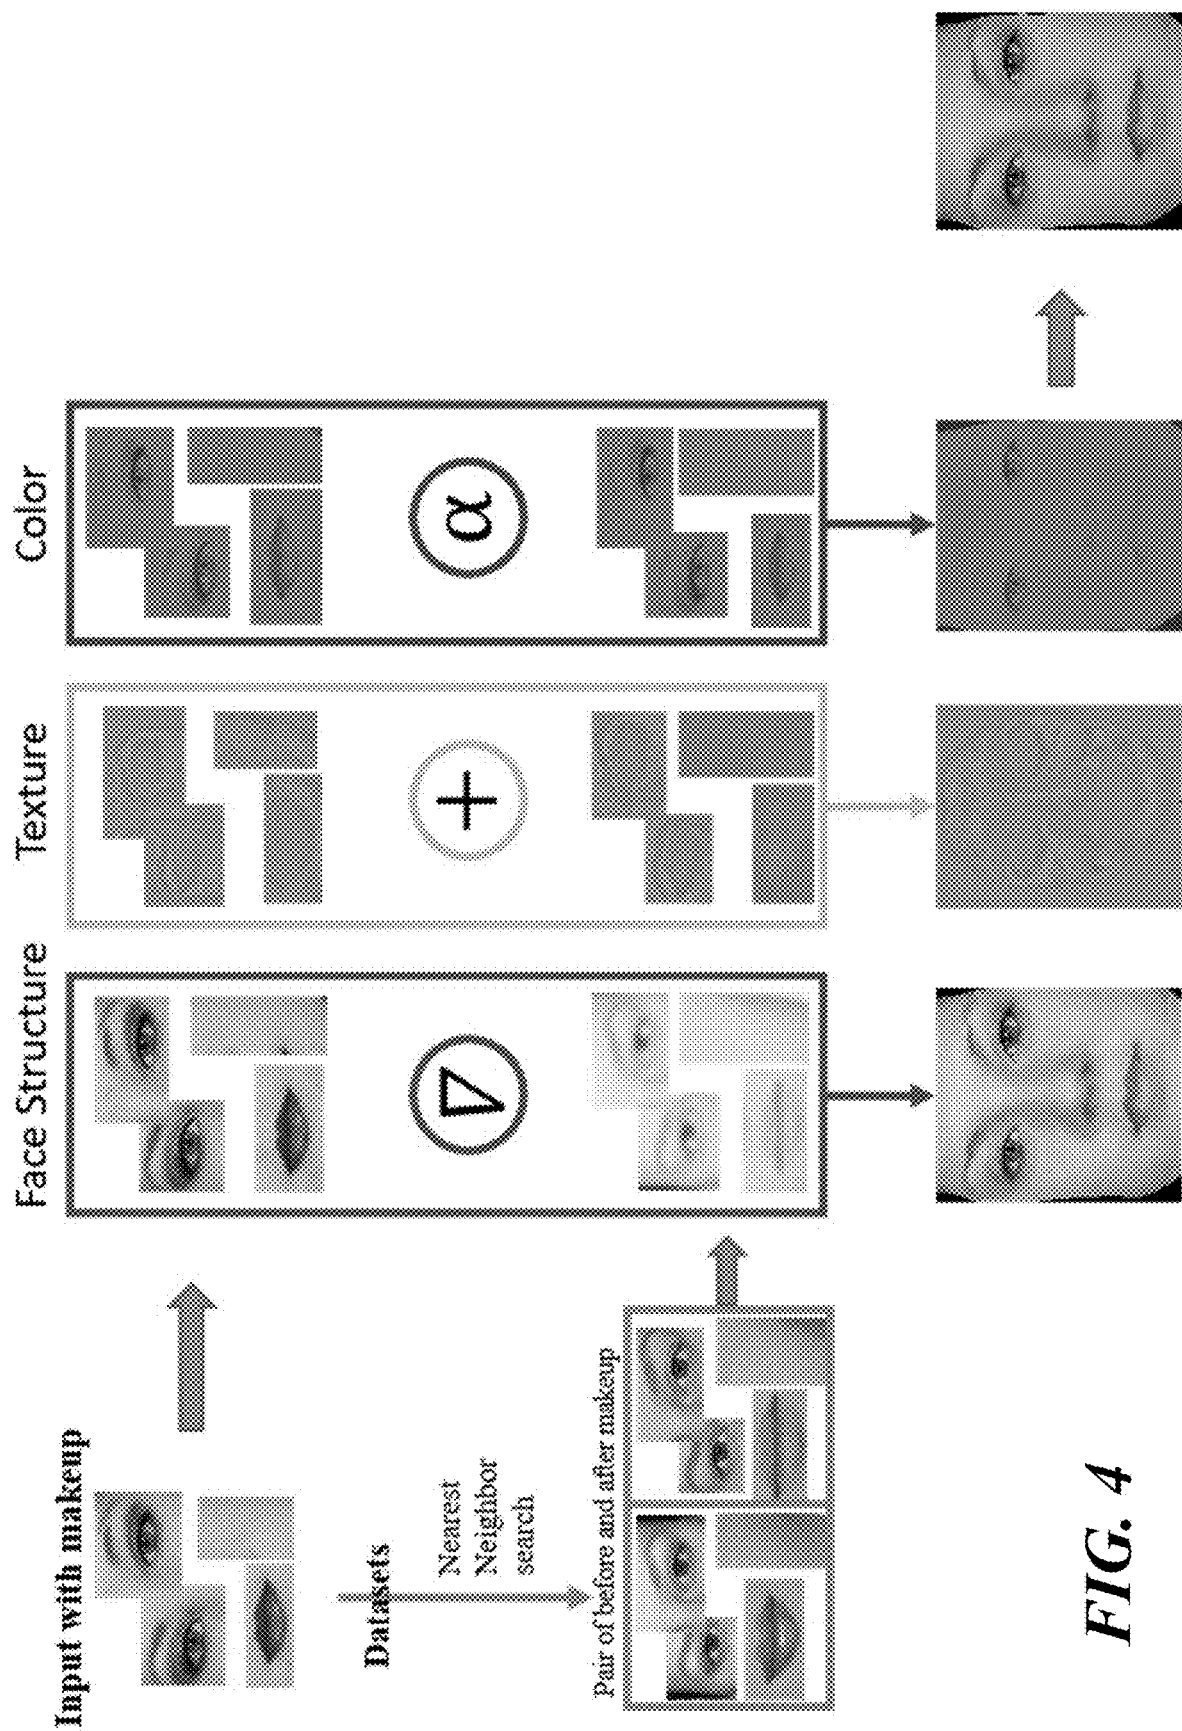 Face Structure
Texture
Color
Input with makeup
α
+
∇
Datasets
Nearest
Neighbor
search
Pair of before and after makeup
FIG. 4